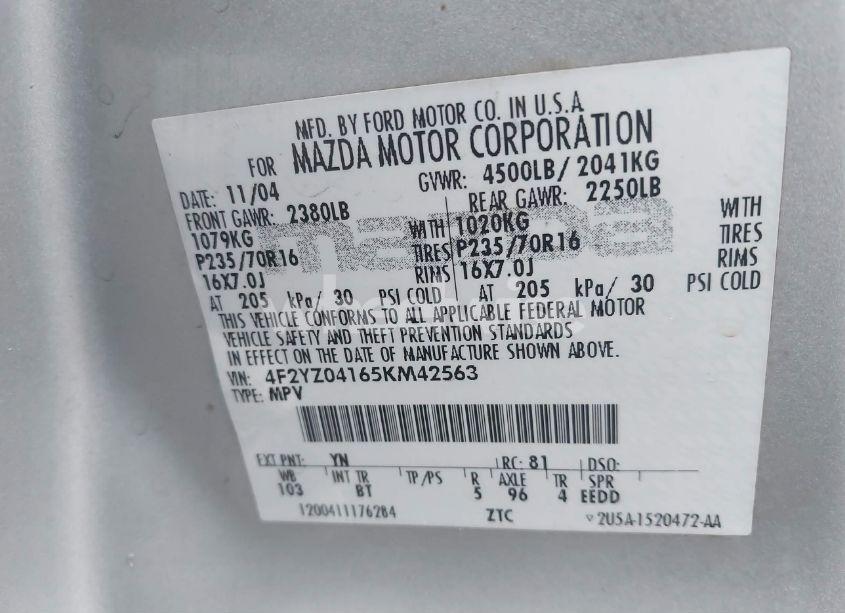 MFD. BY FORD MOTOR CO. IN U.S.A
FOR MAZDA MOTOR CORPORATION
DATE: 11/04 GVWR: 4500LB/ 2041KG
FRONT GAWR: 2380LB REAR GAWR: 2250LB
1079KG WITH 1020KG WITH
P235/70R16 TIRES P235/70R16 TIRES
16X7.0J RIMS 16X7.0J RIMS
AT 205 kPa/ 30 PSI COLD AT 205 kPa/ 30 PSI COLD
THIS VEHICLE CONFORMS TO ALL APPLICABLE FEDERAL MOTOR
VEHICLE SAFETY AND THEFT PREVENTION STANDARDS
IN EFFECT ON THE DATE OF MANUFACTURE SHOWN ABOVE.
VIN: 4F2YZ04165KM42563
TYPE: MPV
EXT PNT: YN RC: 81 DSO:
WB INT TR TP/PS R AXLE TR SPR
103 BT 5 96 4 EEDD
1200411176284 ZTC 2U5A-1520472-AA